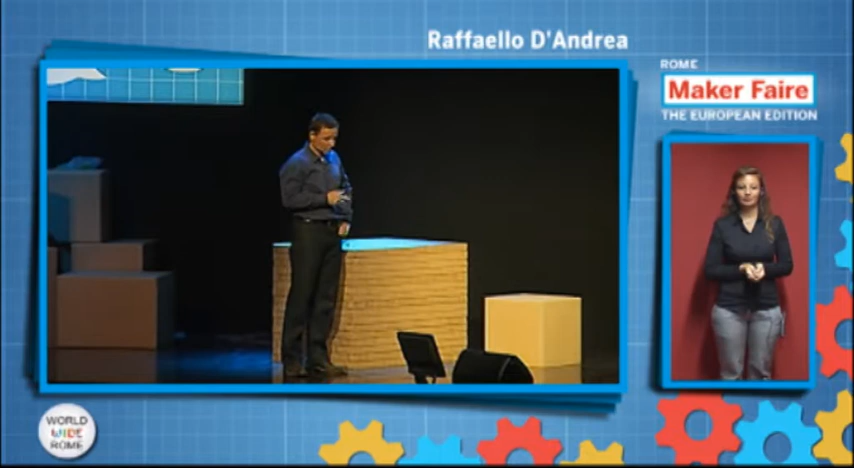 Raffaello D'Andrea
ROME
Maker Faire
THE EUROPEAN EDITION
WORLD
WIDE
ROME